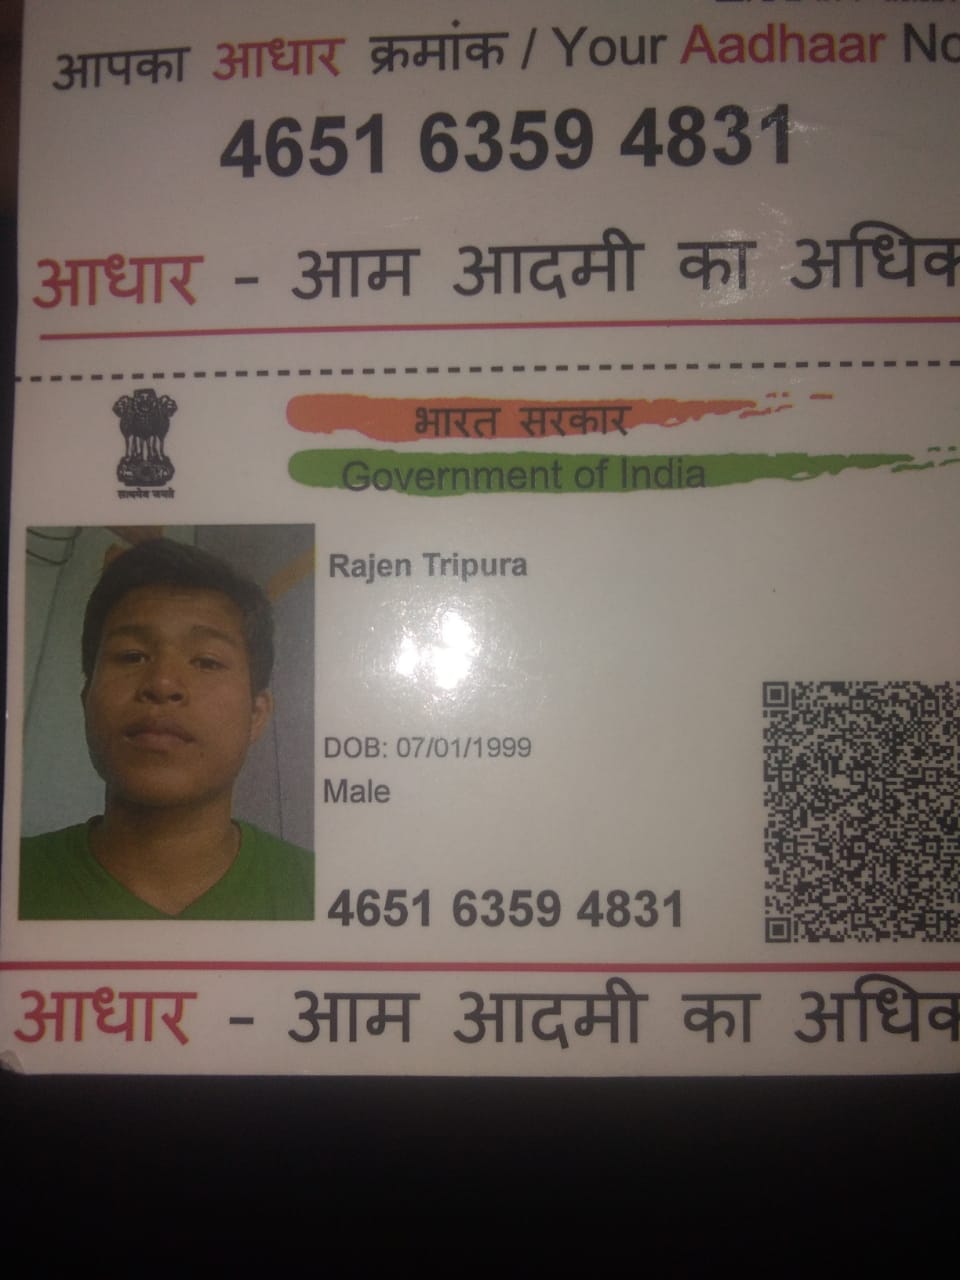 आपका आधार क्रमांक / Your Aadhaar No
4651 6359 4831
आधार - आम आदमी का अधिक
सत्यमेव जयते
भारत सरकार
Government of India
Rajen Tripura
DOB: 07/01/1999
Male
4651 6359 4831
आधार - आम आदमी का अधिक